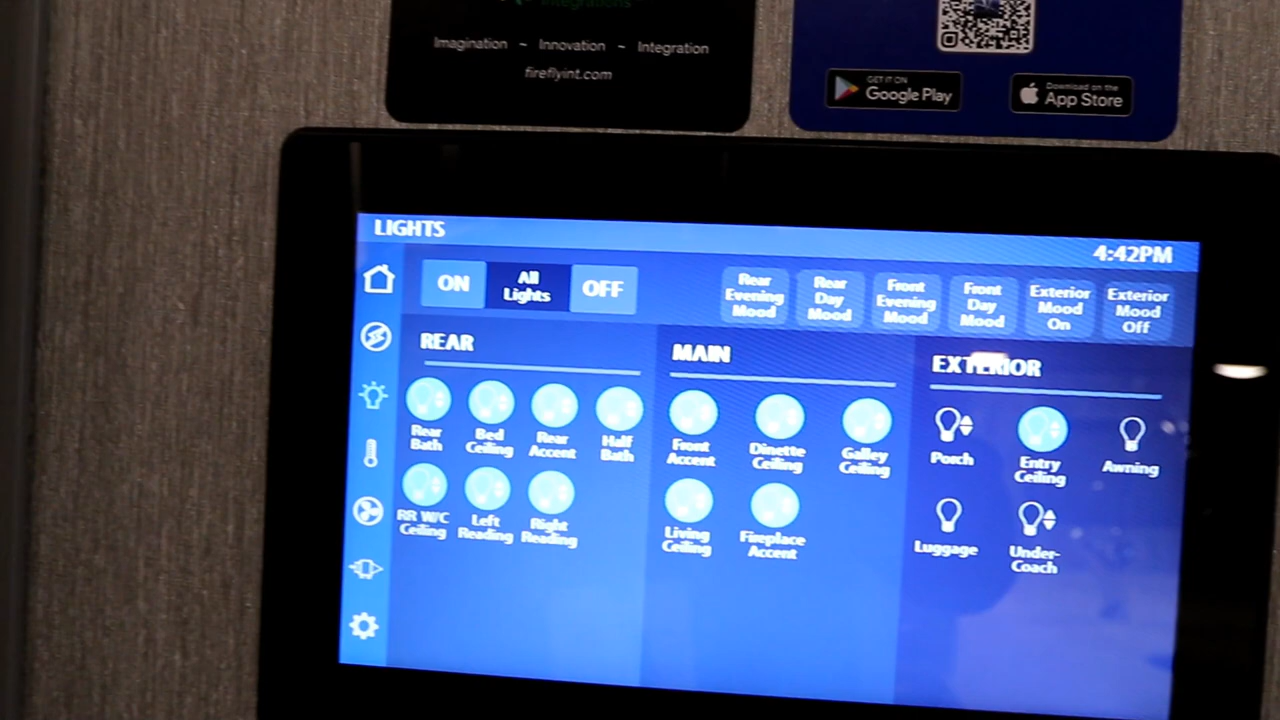 Integrations
Imagination ~ Innovation ~ Integration
fireflyint.com
GET IT ON
Google Play
Download on the
App Store
LIGHTS
4:42PM
ON
All
Lights
OFF
Rear
Evening
Mood
Rear
Day
Mood
Front
Evening
Mood
Front
Day
Mood
Exterior
Mood
On
Exterior
Mood
Off
REAR
Rear
Bath
Bed
Ceiling
Rear
Accent
Half
Bath
RR W/C
Ceiling
Left
Reading
Right
Reading
MAIN
Front
Accent
Dinette
Ceiling
Galley
Ceiling
Living
Ceiling
Fireplace
Accent
EXTERIOR
Porch
Entry
Ceiling
Awning
Luggage
Under-
Coach